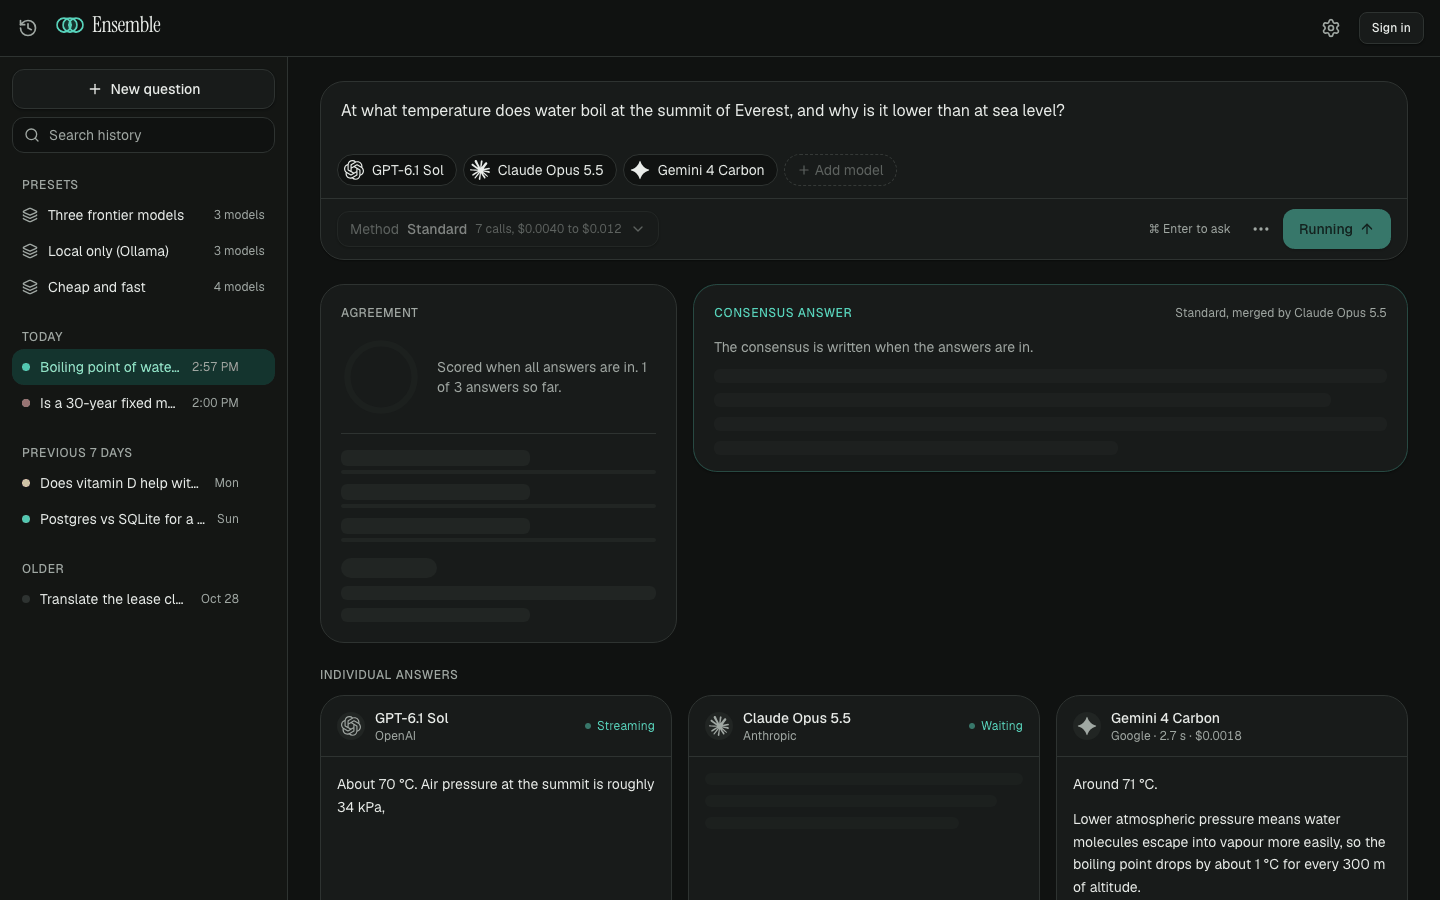 Ensemble
Sign in
New question
Search history
PRESETS
Three frontier models 3 models
Local only (Ollama) 3 models
Cheap and fast 4 models
TODAY
Boiling point of wate... 2:57 PM
Is a 30-year fixed m... 2:00 PM
PREVIOUS 7 DAYS
Does vitamin D help wit... Mon
Postgres vs SQLite for a ... Sun
OLDER
Translate the lease cl... Oct 28
At what temperature does water boil at the summit of Everest, and why is it lower than at sea level?
GPT-6.1 Sol Claude Opus 5.5 Gemini 4 Carbon + Add model
Method Standard 7 calls, $0.0040 to $0.012
⌘ Enter to ask ··· Running ↑
AGREEMENT
Scored when all answers are in. 1
of 3 answers so far.
CONSENSUS ANSWER Standard, merged by Claude Opus 5.5
The consensus is written when the answers are in.
INDIVIDUAL ANSWERS
GPT-6.1 Sol
OpenAI
Streaming
About 70 °C. Air pressure at the summit is roughly
34 kPa,
Claude Opus 5.5
Anthropic
Waiting
Gemini 4 Carbon
Google · 2.7 s · $0.0018
Around 71 °C.
Lower atmospheric pressure means water
molecules escape into vapour more easily, so the
boiling point drops by about 1 °C for every 300 m
of altitude.